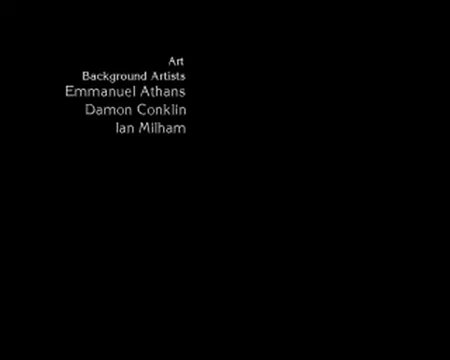 Art
Background Artists
Emmanuel Athans
Damon Conklin
Ian Milham